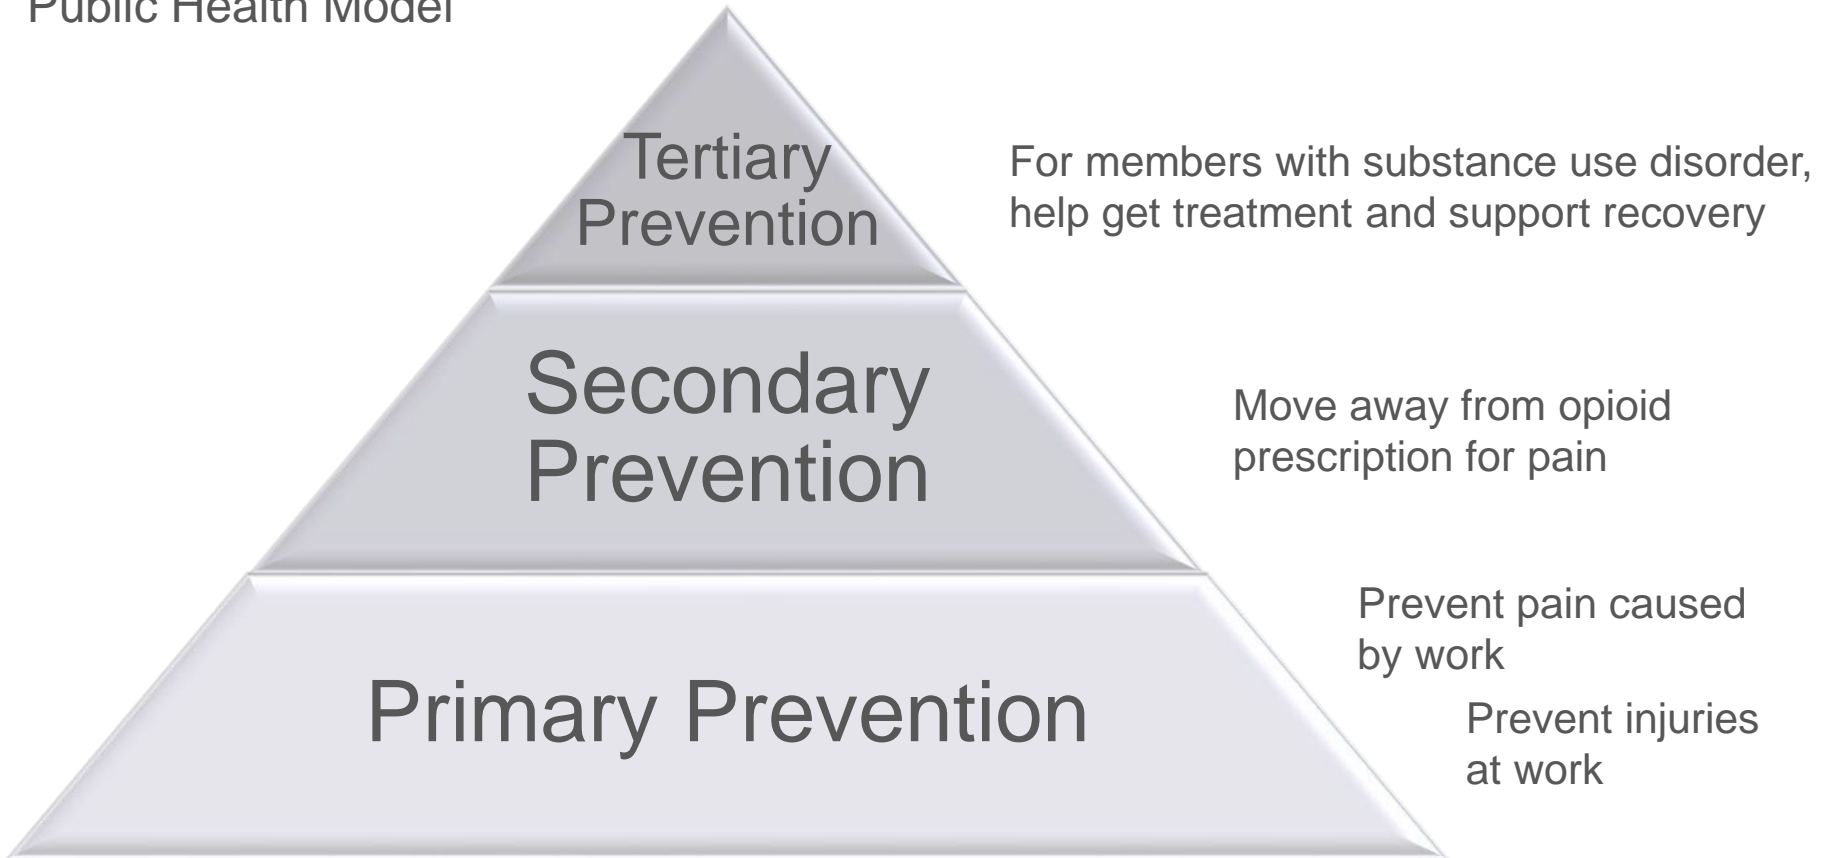 Public Health Model
Tertiary
Prevention
For members with substance use disorder,
help get treatment and support recovery
Secondary
Prevention
Move away from opioid
prescription for pain
Primary Prevention
Prevent pain caused
by work
Prevent injuries
at work